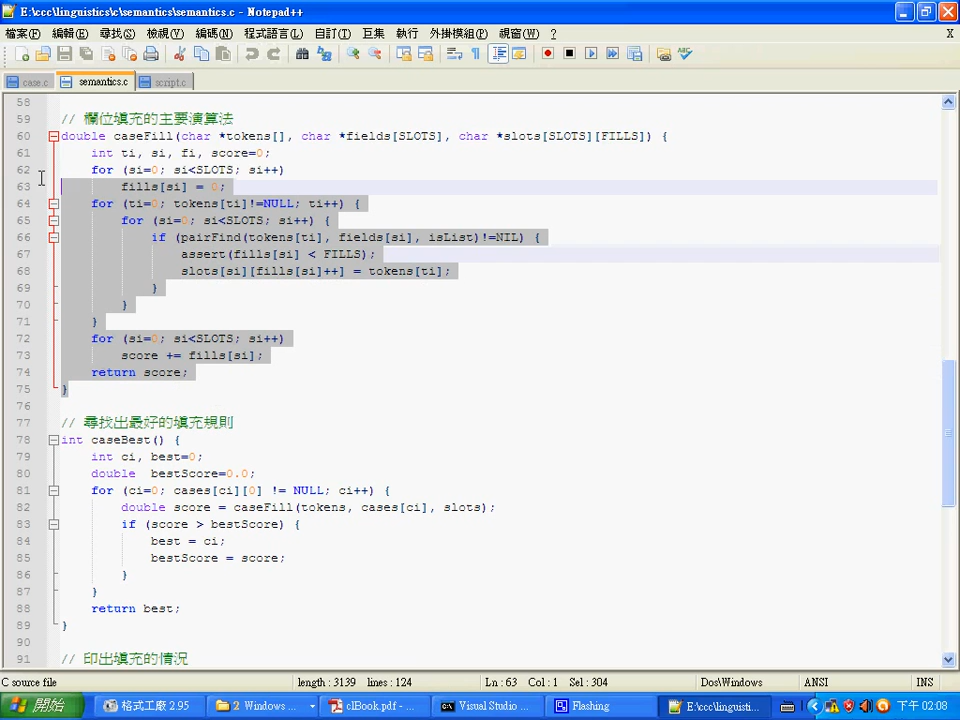 E:\ccc\linguistics\c\semantics\semantics.c - Notepad++
檔案(F) 編輯(E) 尋找(S) 檢視(V) 編碼(N) 程式語言(L) 自訂(T) 巨集 執行 外掛模組(P) 視窗(W) ? X
case.c semantics.c script.c
58
59 // 欄位填充的主要演算法
60 double caseFill(char *tokens[], char *fields[SLOTS], char *slots[SLOTS][FILLS]) {
61 int ti, si, fi, score=0;
62 for (si=0; si<SLOTS; si++)
63 fills[si] = 0;
64 for (ti=0; tokens[ti]!=NULL; ti++) {
65 for (si=0; si<SLOTS; si++) {
66 if (pairFind(tokens[ti], fields[si], isList)!=NIL) {
67 assert(fills[si] < FILLS);
68 slots[si][fills[si]++] = tokens[ti];
69 }
70 }
71 }
72 for (si=0; si<SLOTS; si++)
73 score += fills[si];
74 return score;
75 }
76
77 // 尋找出最好的填充規則
78 int caseBest() {
79 int ci, best=0;
80 double  bestScore=0.0;
81 for (ci=0; cases[ci][0] != NULL; ci++) {
82 double score = caseFill(tokens, cases[ci], slots);
83 if (score > bestScore) {
84 best = ci;
85 bestScore = score;
86 }
87 }
88 return best;
89 }
90
91 // 印出填充的情況
C source file length : 3139 lines : 124 Ln : 63 Col : 1 Sel : 304 Dos\Windows ANSI INS
開始 格式工廠 2.95 2 Windows ... clBook.pdf - ... Visual Studio ... Flashing E:\ccc\linguisti... 下午 02:08